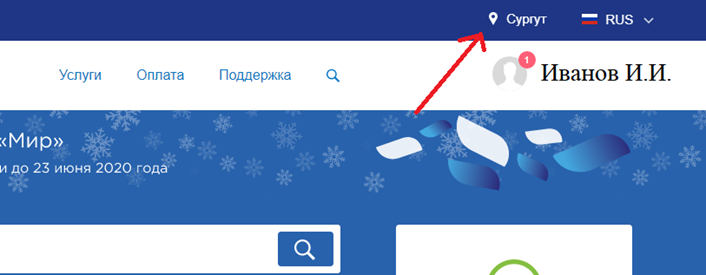 Сургут RUS
Услуги Оплата Поддержка 1 Иванов И.И.
«Мир»
и до 23 июня 2020 года